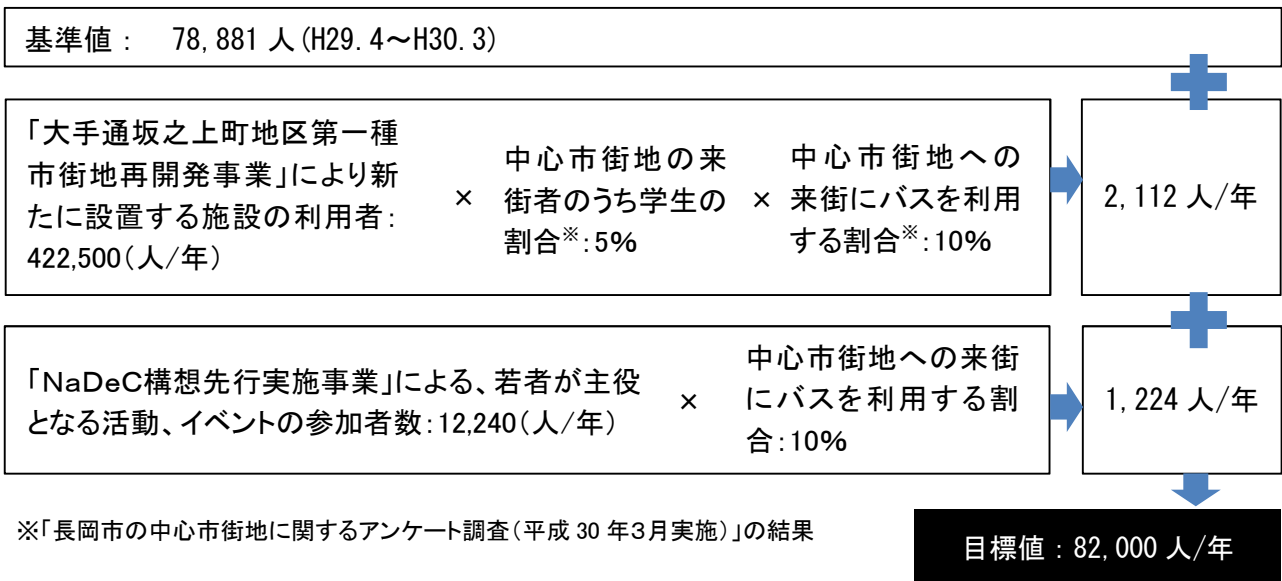 基準値： 78,881 人(H29.4～H30.3)
「大手通坂之上町地区第一種
市街地再開発事業」により新
たに設置する施設の利用者：
422,500（人/年）
×
中心市街地の来
街者のうち学生の
割合※：5%
×
中心市街地への
来街にバスを利用
する割合※：10%
2,112 人/年
「NaDeC構想先行実施事業」による、若者が主役
となる活動、イベントの参加者数：12,240（人/年）
×
中心市街地への来街
にバスを利用する割
合：10%
1,224 人/年
※「長岡市の中心市街地に関するアンケート調査（平成 30 年３月実施）」の結果
目標値：82,000 人/年